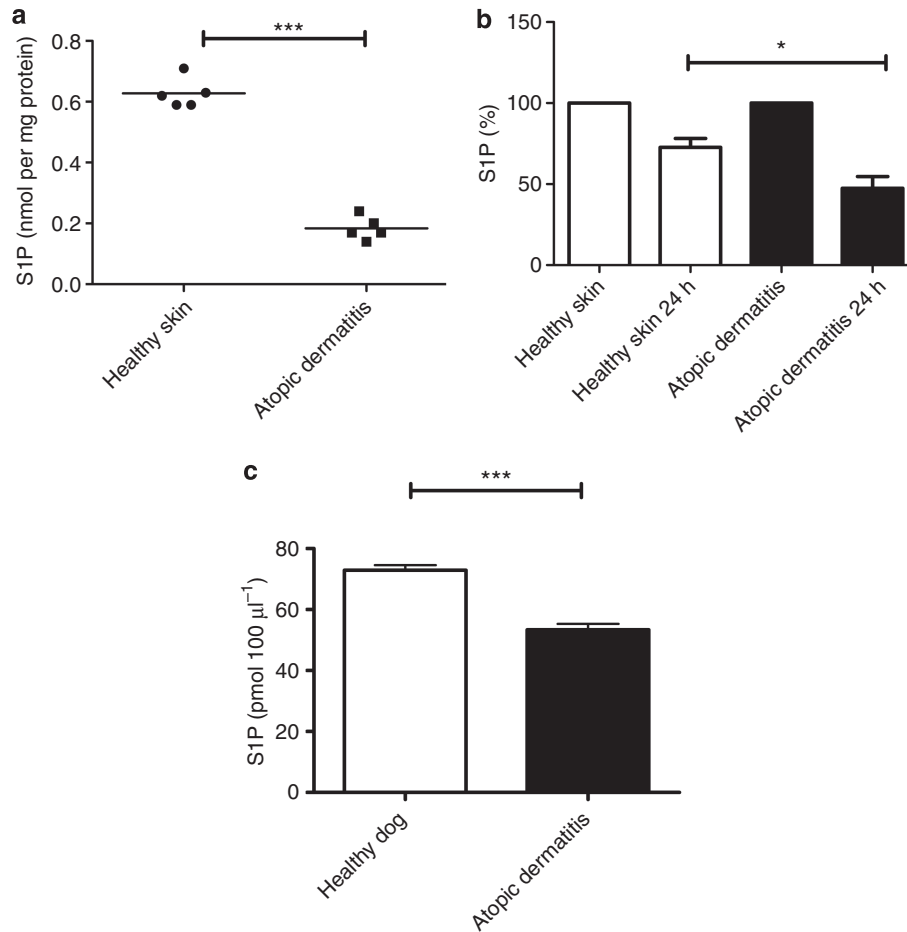 a
***
S1P (nmol per mg protein)
0.8
0.6
0.4
0.2
0.0
Healthy skin
Atopic dermatitis
b
*
S1P (%)
150
100
50
0
Healthy skin
Healthy skin 24 h
Atopic dermatitis
Atopic dermatitis 24 h
c
***
S1P (pmol 100 µl⁻¹)
80
60
40
20
0
Healthy dog
Atopic dermatitis